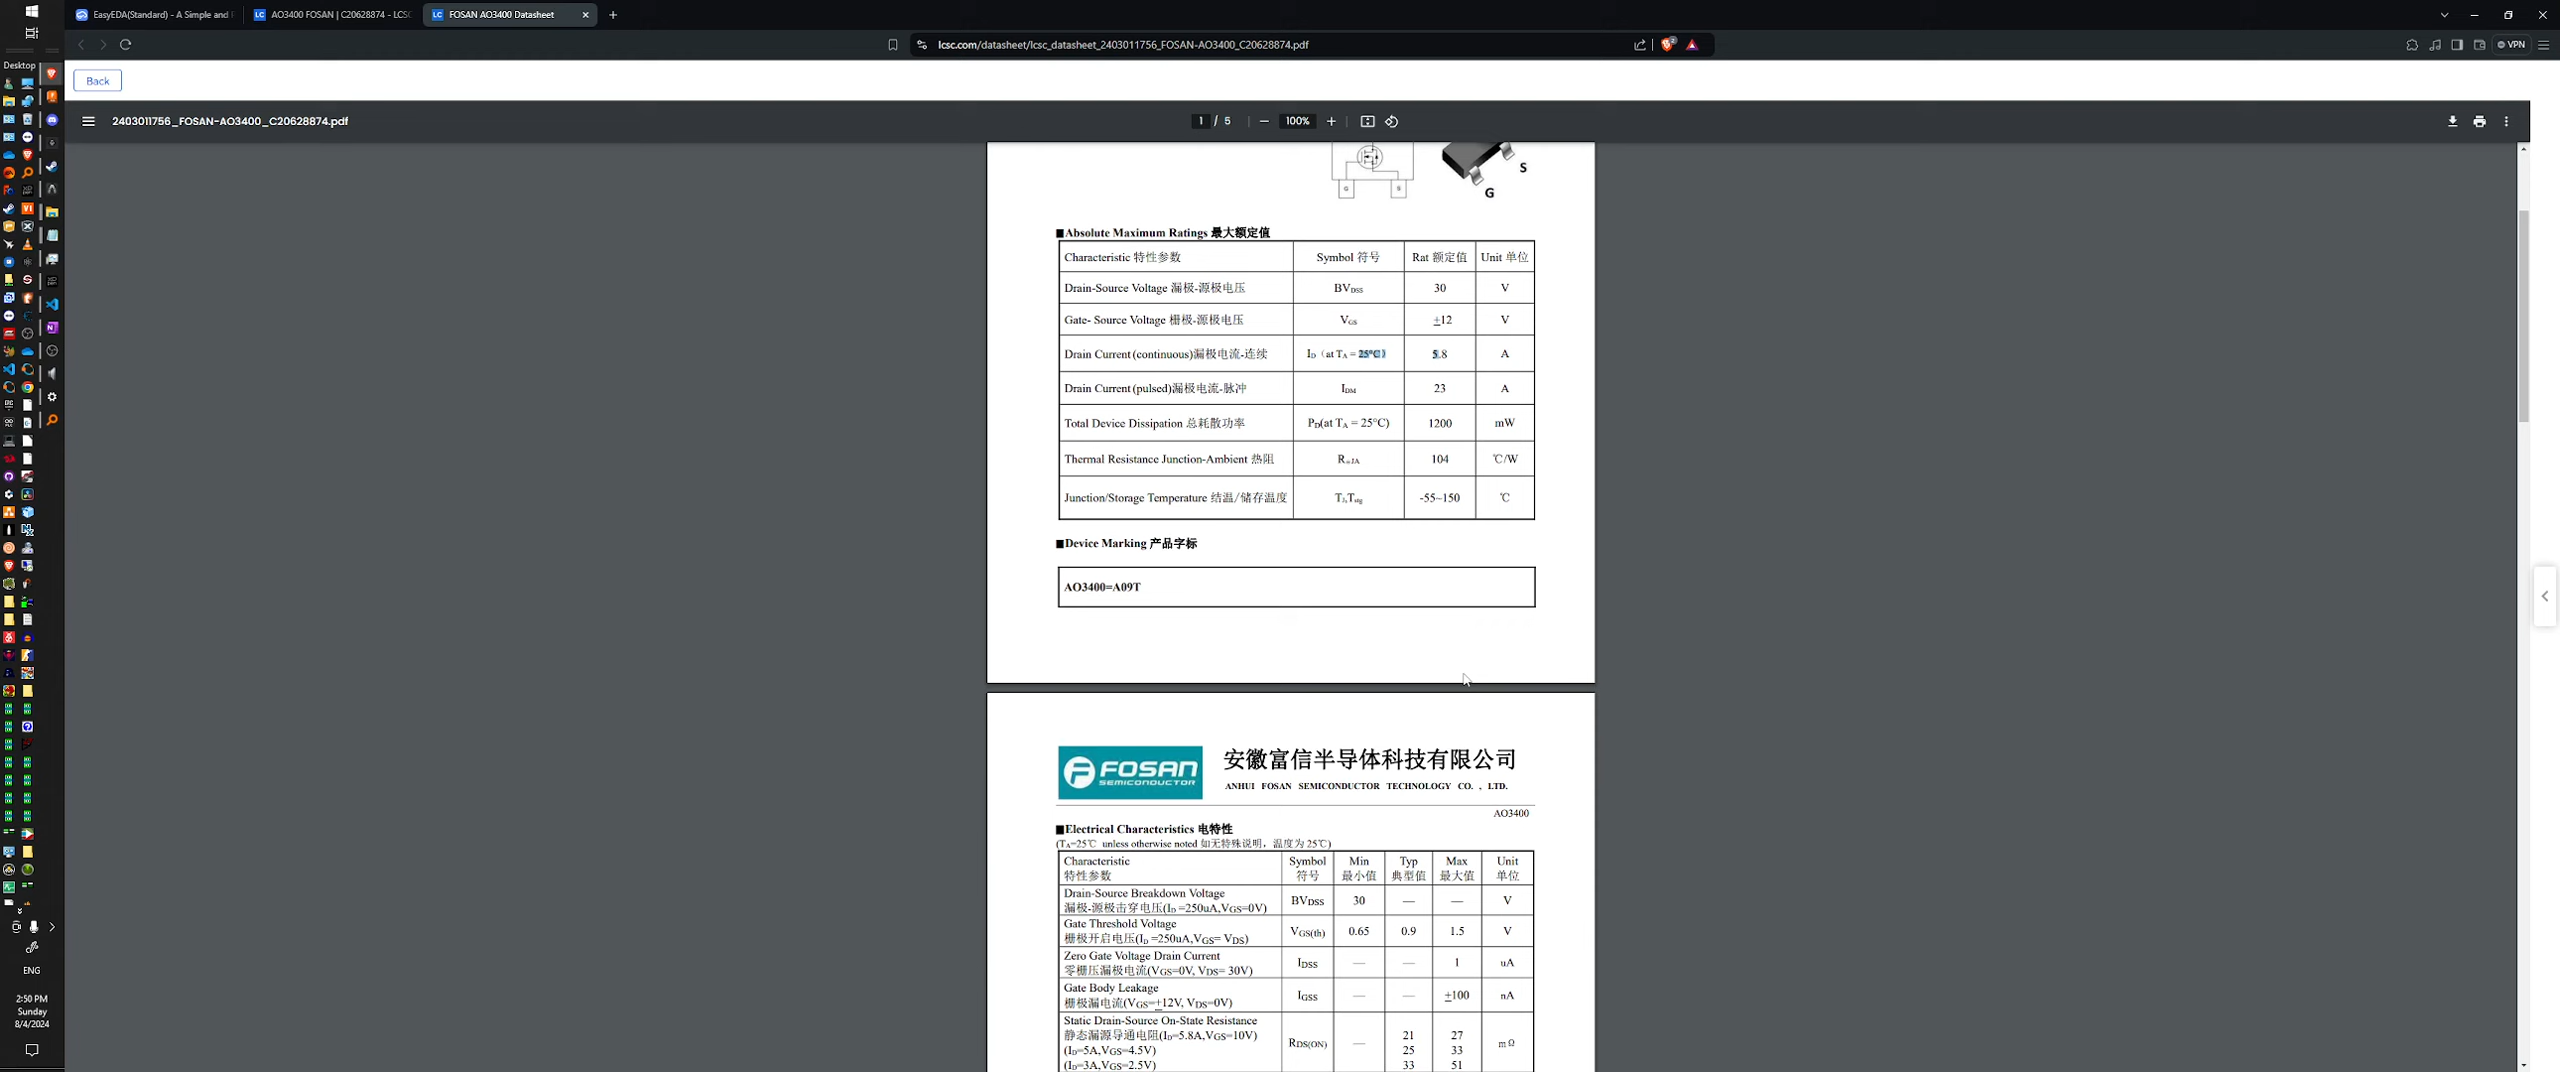 EasyEDA(Standard) - A Simple and
AO3400 FOSAN | C20628874 - LCSC
FOSAN AO3400 Datasheet
lcsc.com/datasheet/lcsc_datasheet_2403011756_FOSAN-AO3400_C20628874.pdf
VPN
Desktop
Back
2403011756_FOSAN-AO3400_C20628874.pdf
1 / 5
100%
S
G
G
S
■Absolute Maximum Ratings 最大额定值
Characteristic 特性参数 Symbol 符号 Rat 额定值 Unit 单位
Drain-Source Voltage 漏极-源极电压 BVDSS 30 V
Gate- Source Voltage 栅极-源极电压 VGS ±12 V
Drain Current (continuous)漏极电流-连续 ID（at TA = 25°C） 5.8 A
Drain Current (pulsed)漏极电流-脉冲 IDM 23 A
Total Device Dissipation 总耗散功率 PD(at TA = 25°C) 1200 mW
Thermal Resistance Junction-Ambient 热阻 RΘJA 104 ℃/W
Junction/Storage Temperature 结温/储存温度 TJ,Tstg -55~150 ℃
■Device Marking 产品字标
AO3400=A09T
FOSAN
SEMICONDUCTOR
安徽富信半导体科技有限公司
ANHUI FOSAN SEMICONDUCTOR TECHNOLOGY CO. , LTD.
AO3400
■Electrical Characteristics 电特性
(TA=25℃ unless otherwise noted 如无特殊说明，温度为 25℃)
Characteristic Symbol Min Typ Max Unit
特性参数 符号 最小值 典型值 最大值 单位
Drain-Source Breakdown Voltage
漏极-源极击穿电压(ID =250uA,VGS=0V) BVDSS 30 — — V
Gate Threshold Voltage
栅极开启电压(ID =250uA,VGS= VDS) VGS(th) 0.65 0.9 1.5 V
Zero Gate Voltage Drain Current
零栅压漏极电流(VGS=0V, VDS= 30V) IDSS — — 1 uA
Gate Body Leakage
栅极漏电流(VGS=±12V, VDS=0V) IGSS — — ±100 nA
Static Drain-Source On-State Resistance
静态漏源导通电阻(ID=5.8A,VGS=10V) 21 27
(ID=5A,VGS=4.5V) RDS(ON) — 25 33 mΩ
(ID=3A,VGS=2.5V) 33 51
ENG
2:50 PM
Sunday
8/4/2024